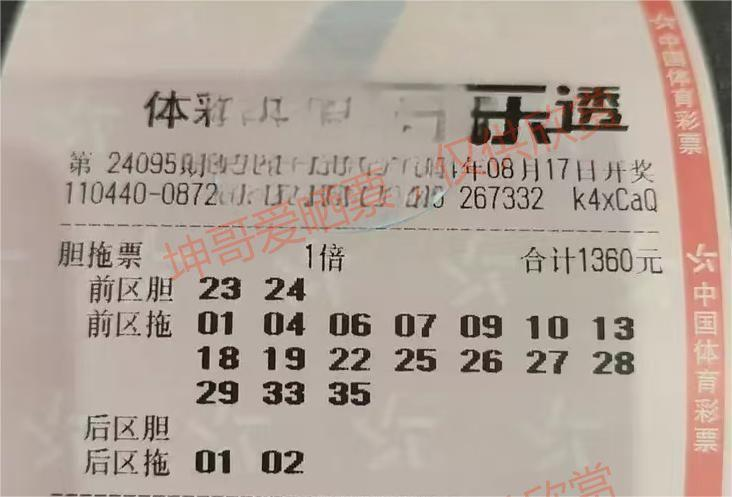 体彩 乐透
第 24095期 年08月17日开奖
110440-0872 267332 k4xCaQ
胆拖票 1倍 合计1360元
前区胆 23 24
前区拖 01 04 06 07 09 10 13
18 19 22 25 26 27 28
29 33 35
后区胆
后区拖 01 02
中国体育彩票
中国体育彩票
坤哥爱晒票 仅供欣赏
欣赏